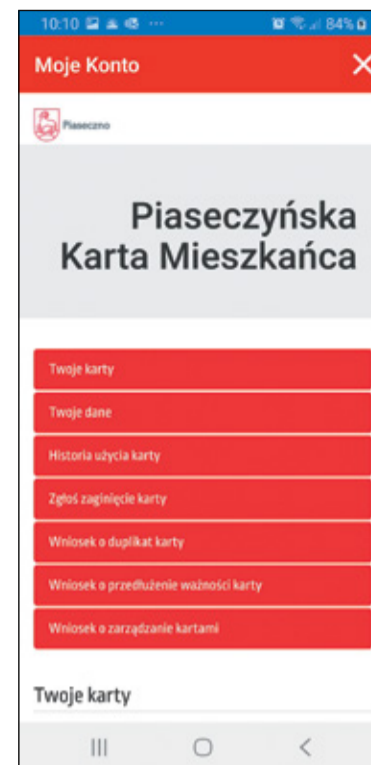 10:10 84%
Moje Konto
Piaseczno
Piaseczyńska
Karta Mieszkańca
Twoje karty
Twoje dane
Historia użycia karty
Zgłoś zaginięcie karty
Wniosek o duplikat karty
Wniosek o przedłużenie ważności karty
Wniosek o zarządzanie kartami
Twoje karty